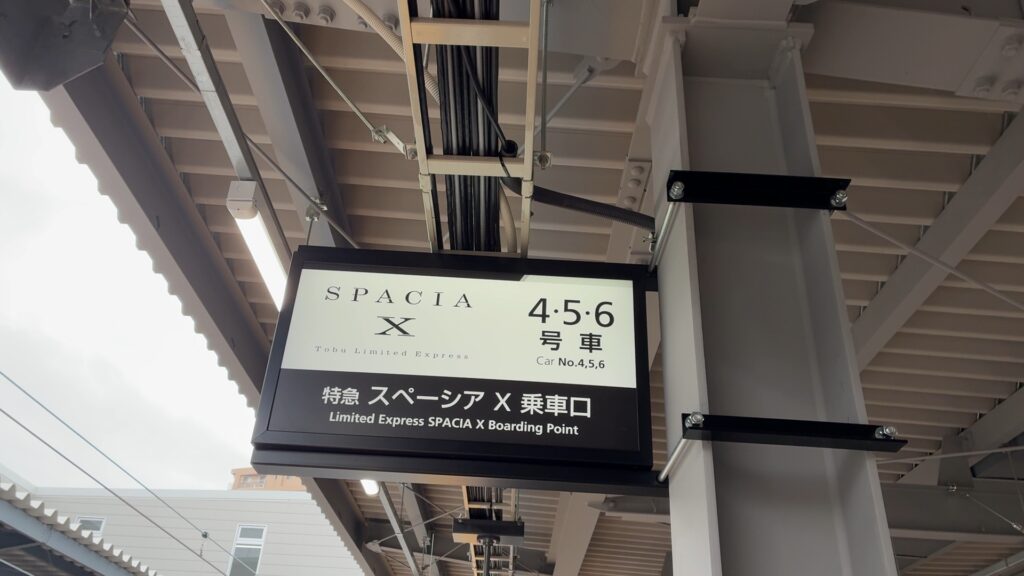 SPACIA
X
Tobu Limited Express
4·5·6
号車
Car No.4,5,6
特急 スペーシア X 乗車口
Limited Express SPACIA X Boarding Point